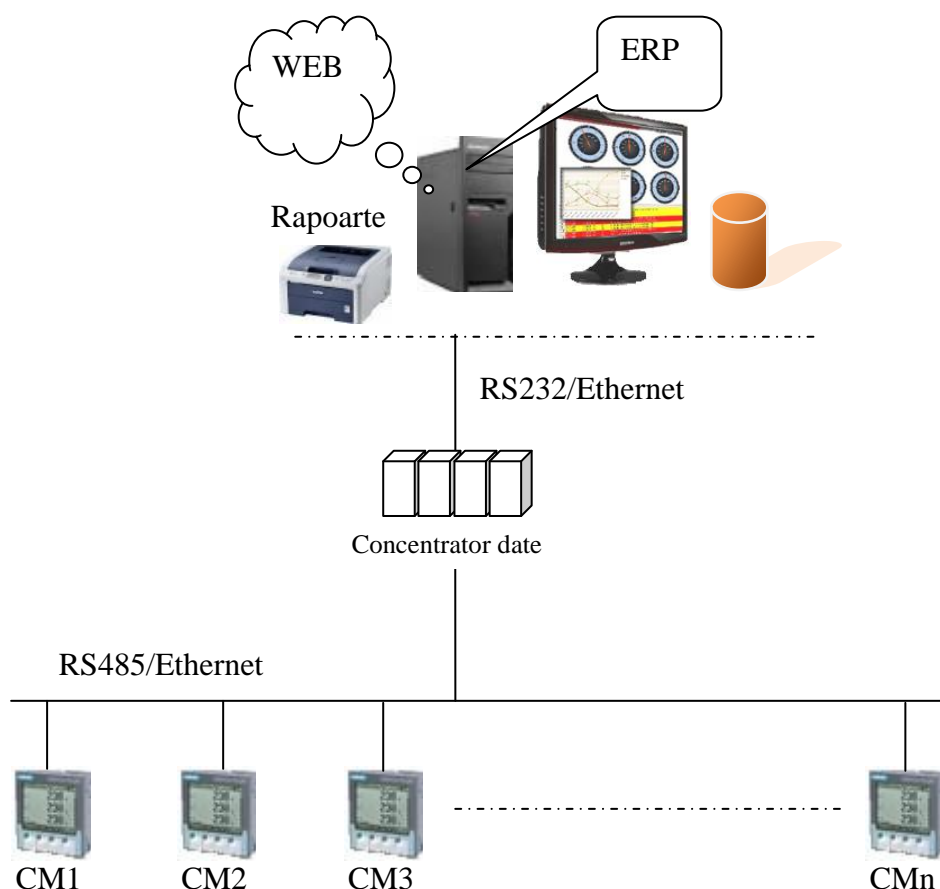 WEB
ERP
Rapoarte
RS232/Ethernet
Concentrator date
RS485/Ethernet
CM1
CM2
CM3
CMn